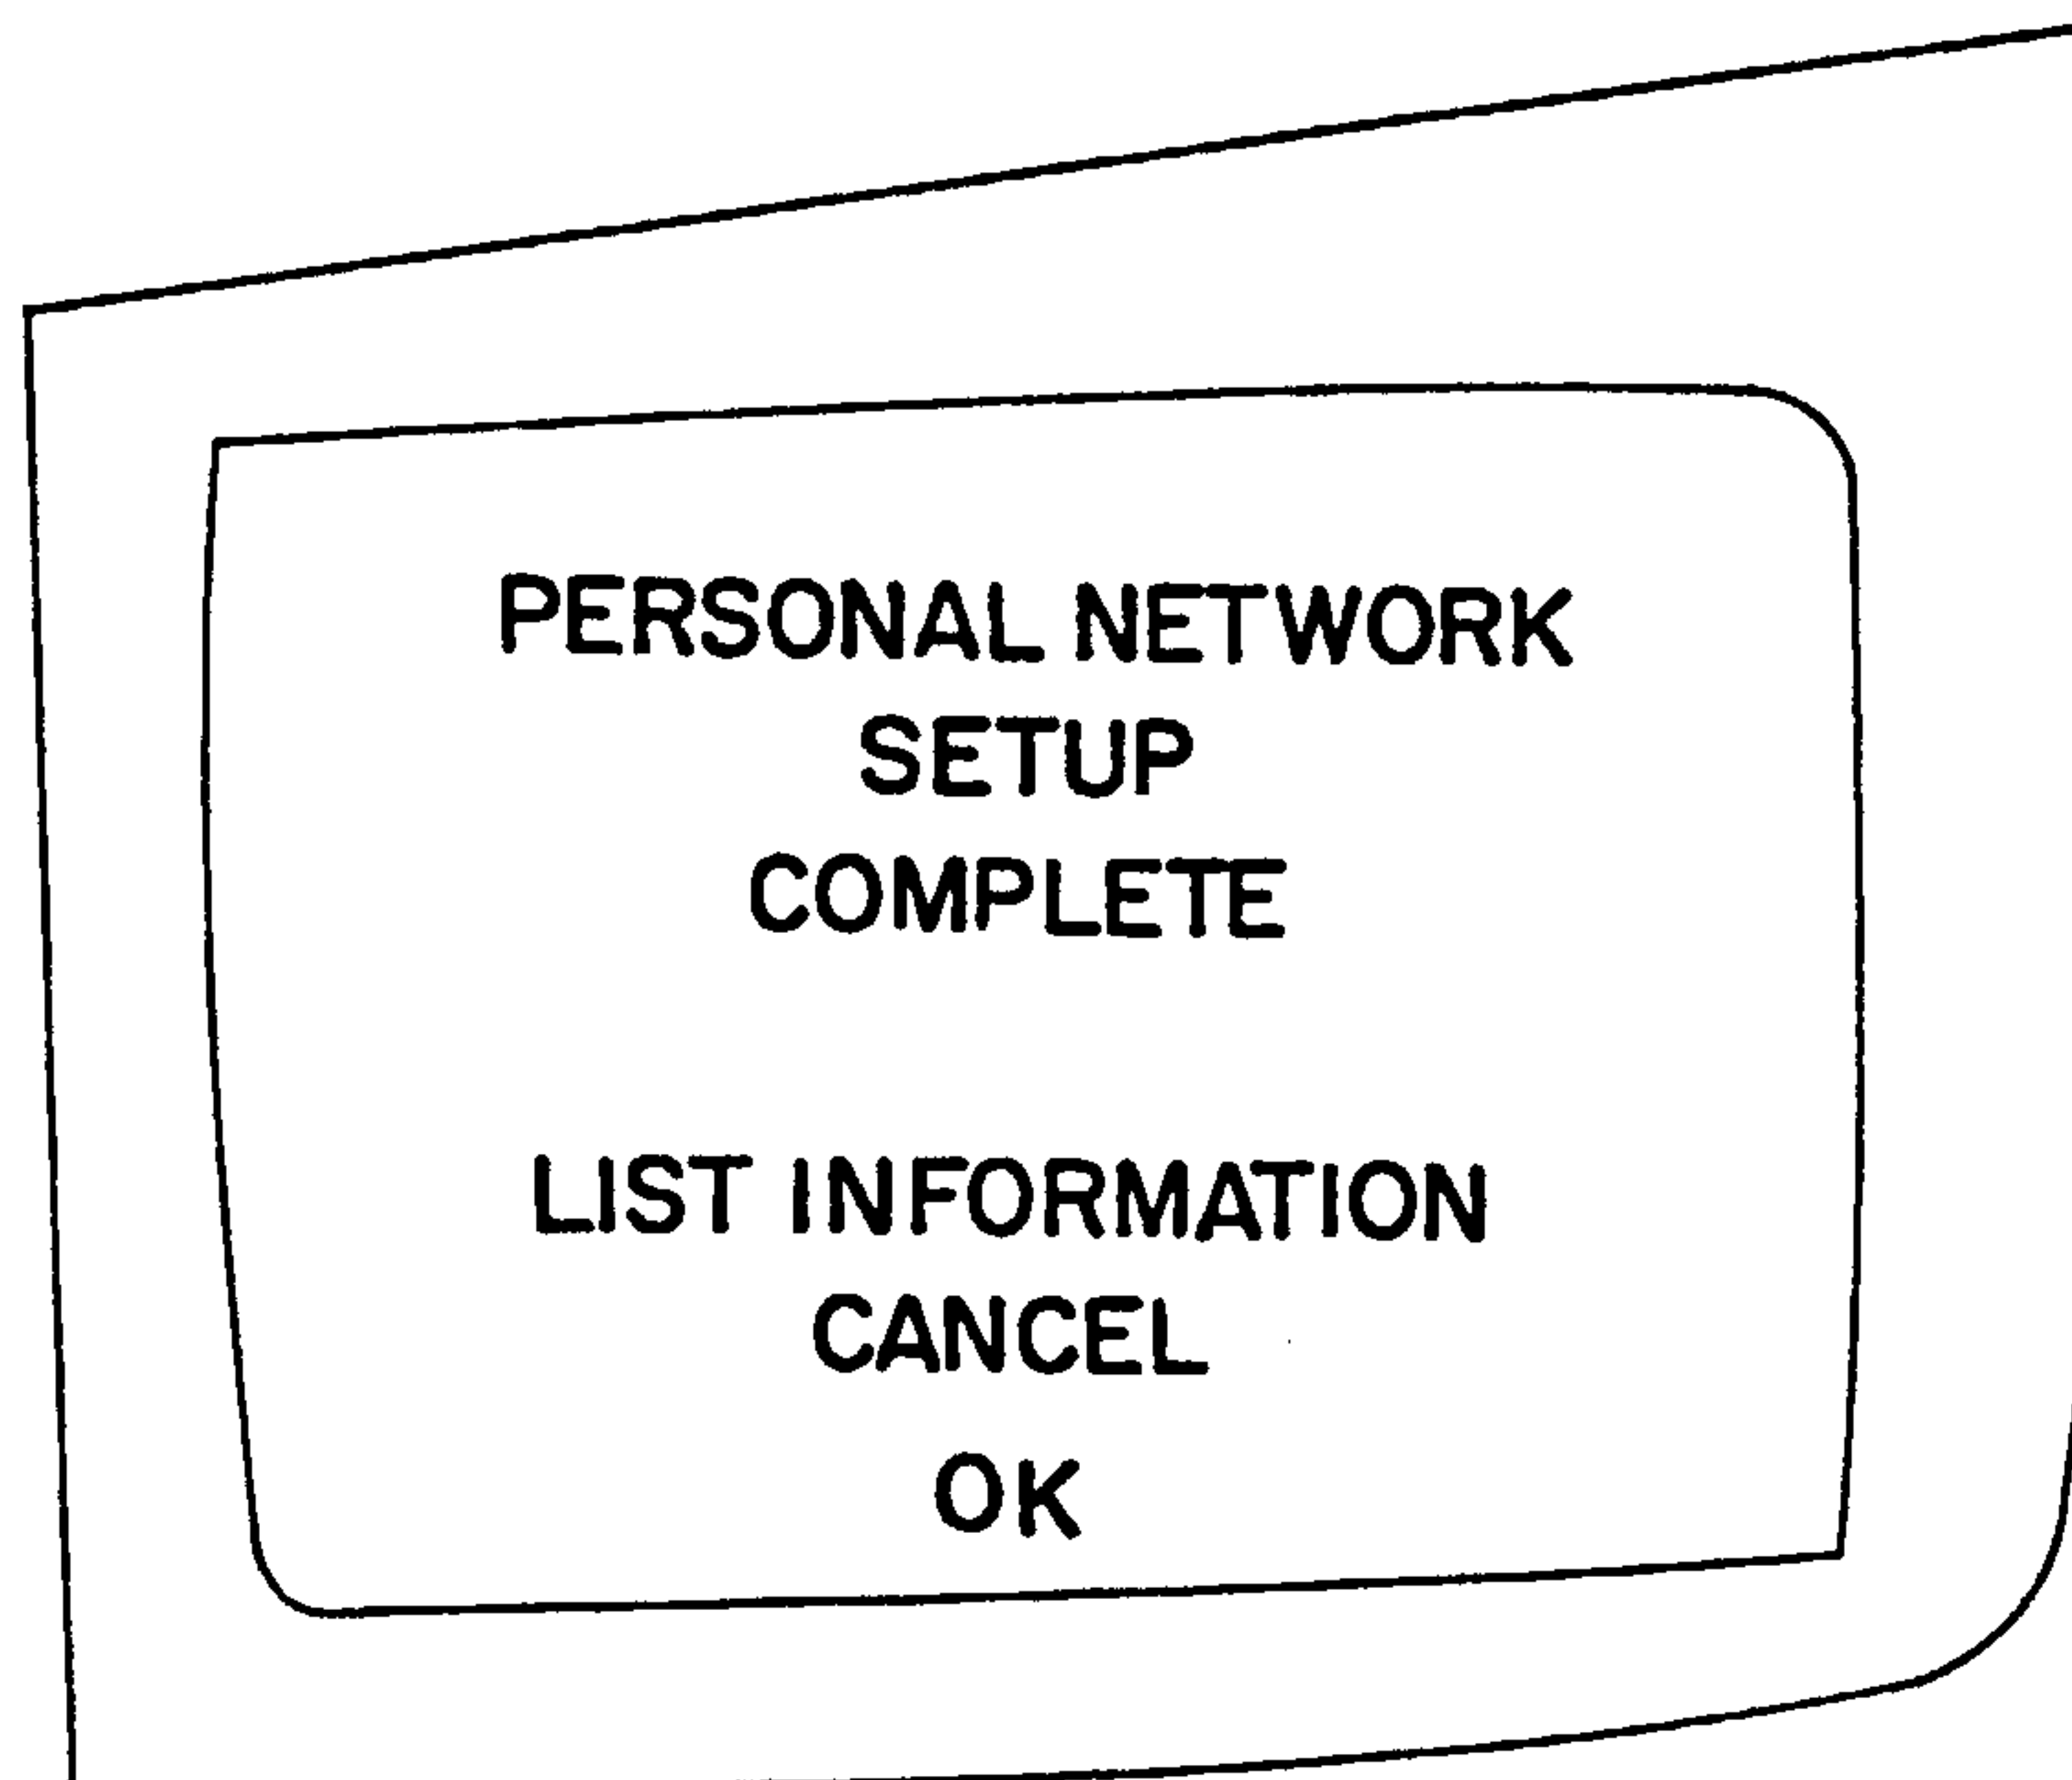 PERSONAL NETWORK
SETUP
COMPLETE
LIST INFORMATION
CANCEL
OK